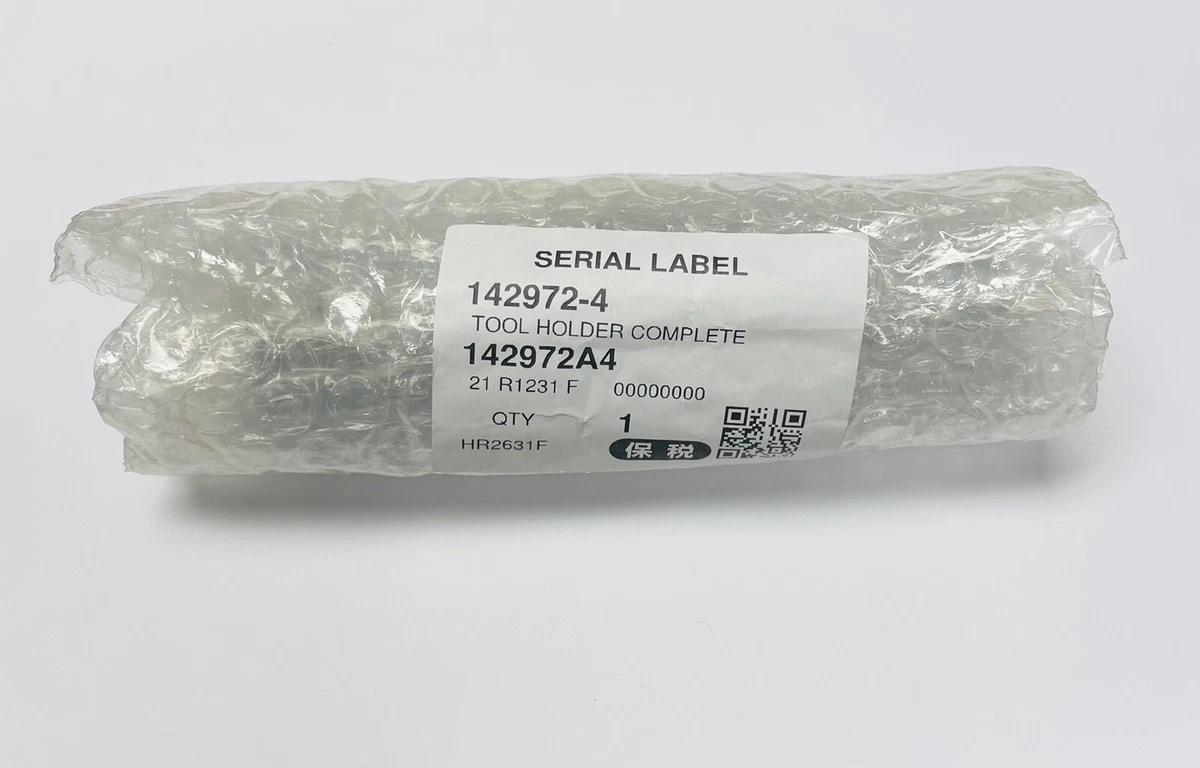 SERIAL LABEL
142972-4
TOOL HOLDER COMPLETE
142972A4
21 R1231 F 00000000
QTY 1
HR2631F 保税